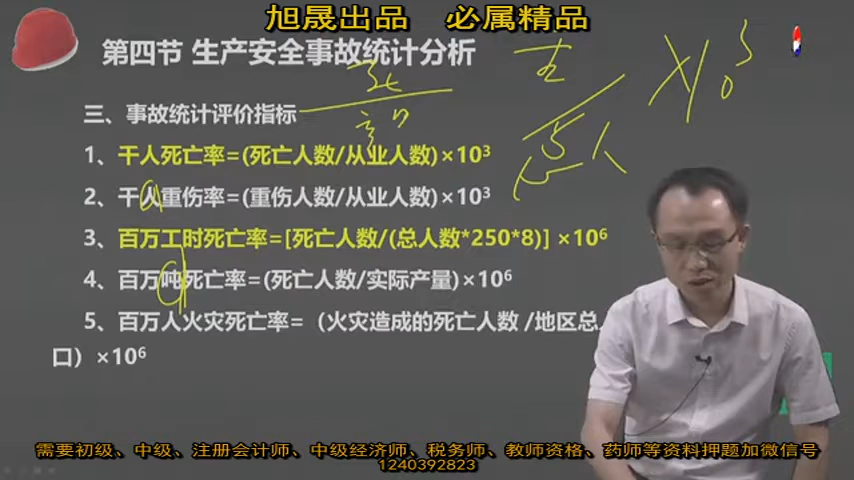 旭晟出品 必属精品
第四节 生产安全事故统计分析
三、事故统计评价指标
1、千人死亡率=(死亡人数/从业人数)×10³
2、千人重伤率=(重伤人数/从业人数)×10³
3、百万工时死亡率=[死亡人数/(总人数*250*8)] ×10⁶
4、百万吨死亡率=(死亡人数/实际产量)×10⁶
5、百万人火灾死亡率=（火灾造成的死亡人数 /地区总人
口）×10⁶
需要初级、中级、注册会计师、中级经济师、税务师、教师资格、药师等资料押题加微信号
1240392823